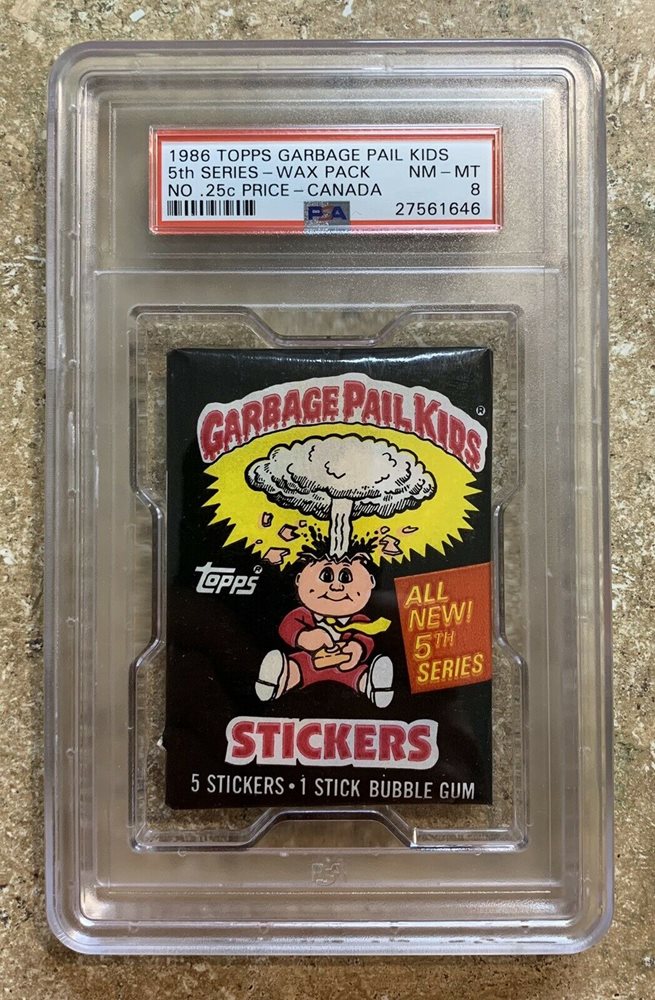 1986 TOPPS GARBAGE PAIL KIDS
5th SERIES - WAX PACK NM - MT
NO .25c PRICE - CANADA 8
PSA 27561646
GARBAGE PAIL KIDS®
topps®
ALL
NEW!
5TH
SERIES
STICKERS
5 STICKERS • 1 STICK BUBBLE GUM
PSA